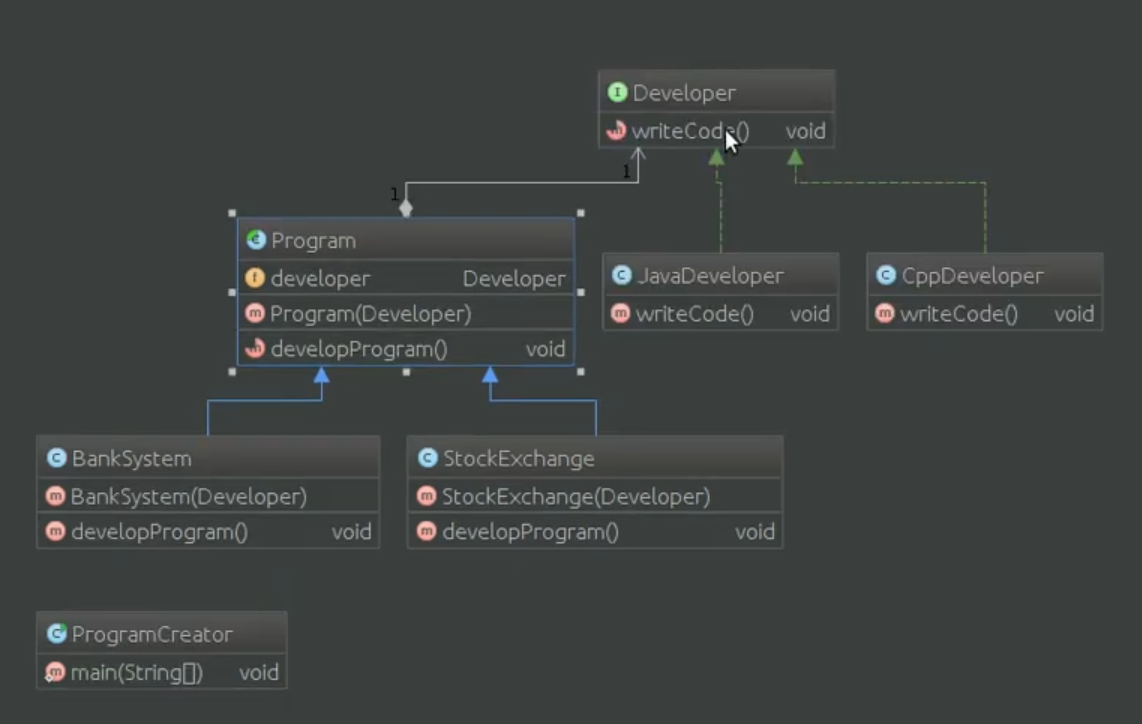 Developer
writeCode() void
1
1
Program
developer Developer
Program(Developer)
developProgram() void
JavaDeveloper
writeCode() void
CppDeveloper
writeCode() void
BankSystem
BankSystem(Developer)
developProgram() void
StockExchange
StockExchange(Developer)
developProgram() void
ProgramCreator
main(String[]) void